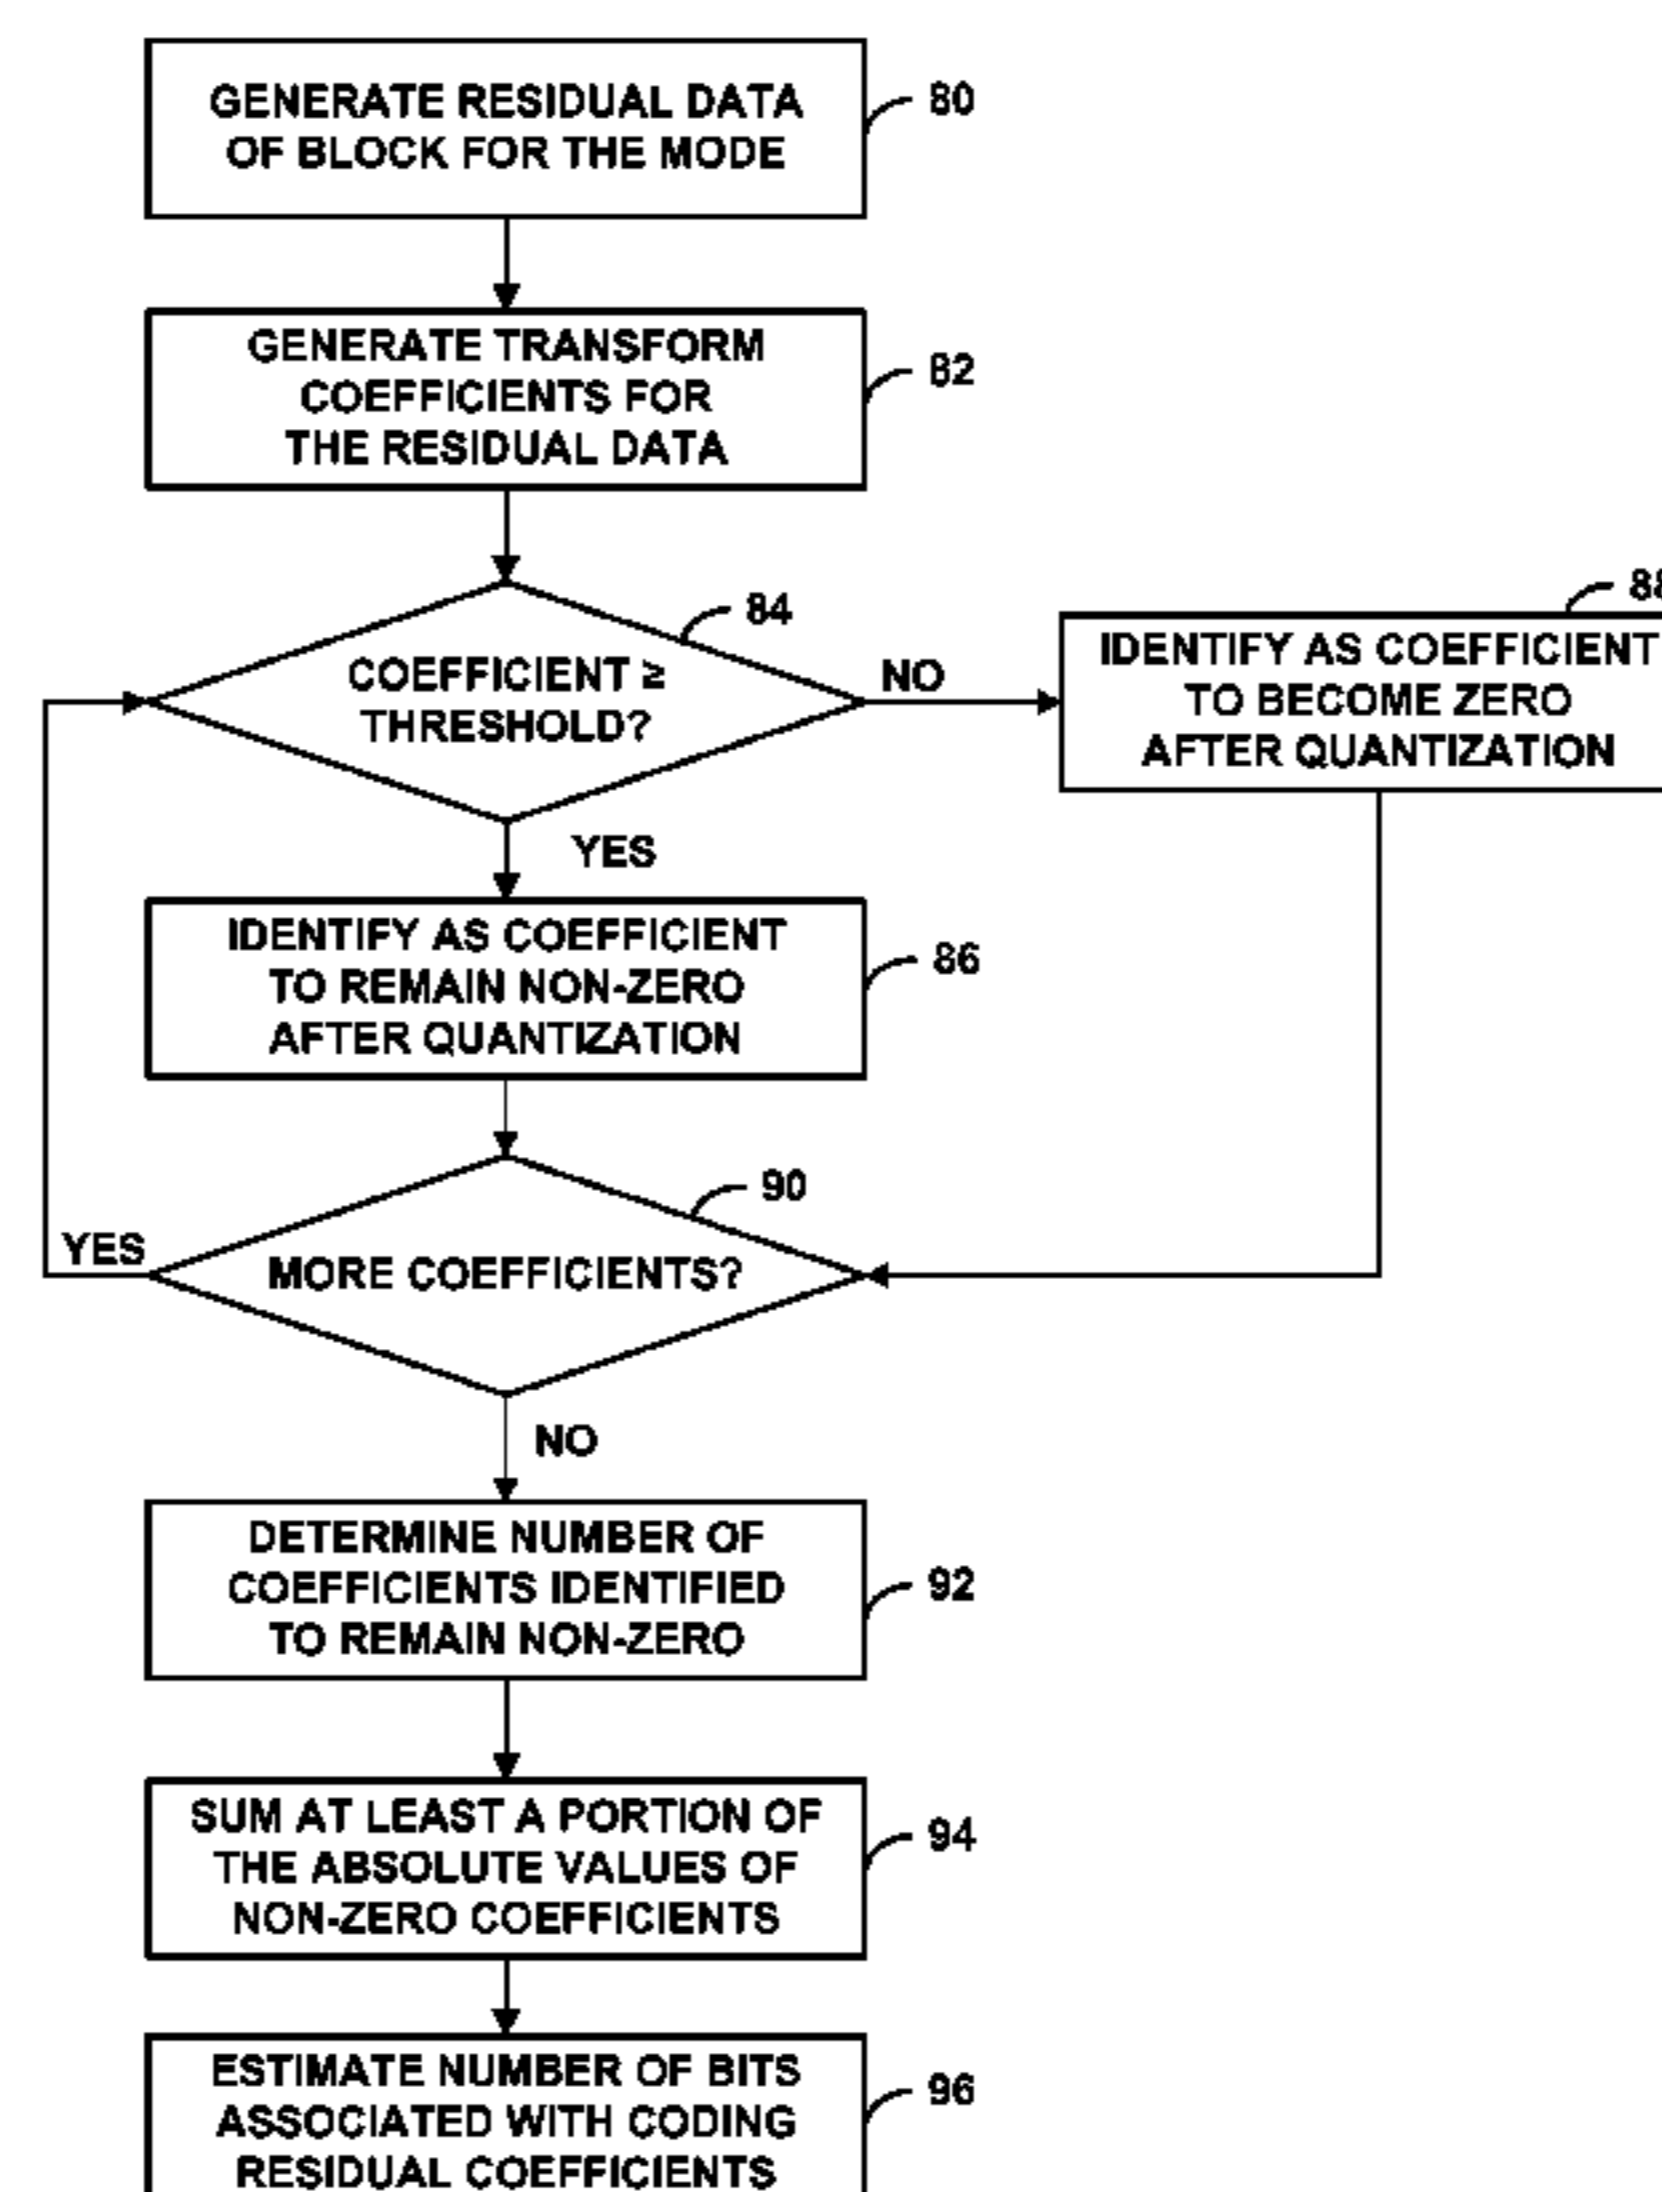 GENERATE RESIDUAL DATA
OF BLOCK FOR THE MODE
80
GENERATE TRANSFORM
COEFFICIENTS FOR
THE RESIDUAL DATA
82
84
COEFFICIENT ≥
THRESHOLD?
NO
88
IDENTIFY AS COEFFICIENT
TO BECOME ZERO
AFTER QUANTIZATION
YES
IDENTIFY AS COEFFICIENT
TO REMAIN NON-ZERO
AFTER QUANTIZATION
86
90
YES
MORE COEFFICIENTS?
NO
DETERMINE NUMBER OF
COEFFICIENTS IDENTIFIED
TO REMAIN NON-ZERO
92
SUM AT LEAST A PORTION OF
THE ABSOLUTE VALUES OF
NON-ZERO COEFFICIENTS
94
ESTIMATE NUMBER OF BITS
ASSOCIATED WITH CODING
RESIDUAL COEFFICIENTS
96